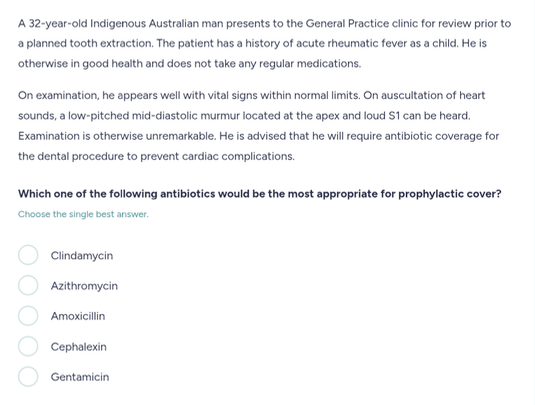 A 32-year-old Indigenous Australian man presents to the General Practice clinic for review prior to
a planned tooth extraction. The patient has a history of acute rheumatic fever as a child. He is
otherwise in good health and does not take any regular medications.
On examination, he appears well with vital signs within normal limits. On auscultation of heart
sounds, a low-pitched mid-diastolic murmur located at the apex and loud S1 can be heard.
Examination is otherwise unremarkable. He is advised that he will require antibiotic coverage for
the dental procedure to prevent cardiac complications.
Which one of the following antibiotics would be the most appropriate for prophylactic cover?
Choose the single best answer.
Clindamycin
Azithromycin
Amoxicillin
Cephalexin
Gentamicin